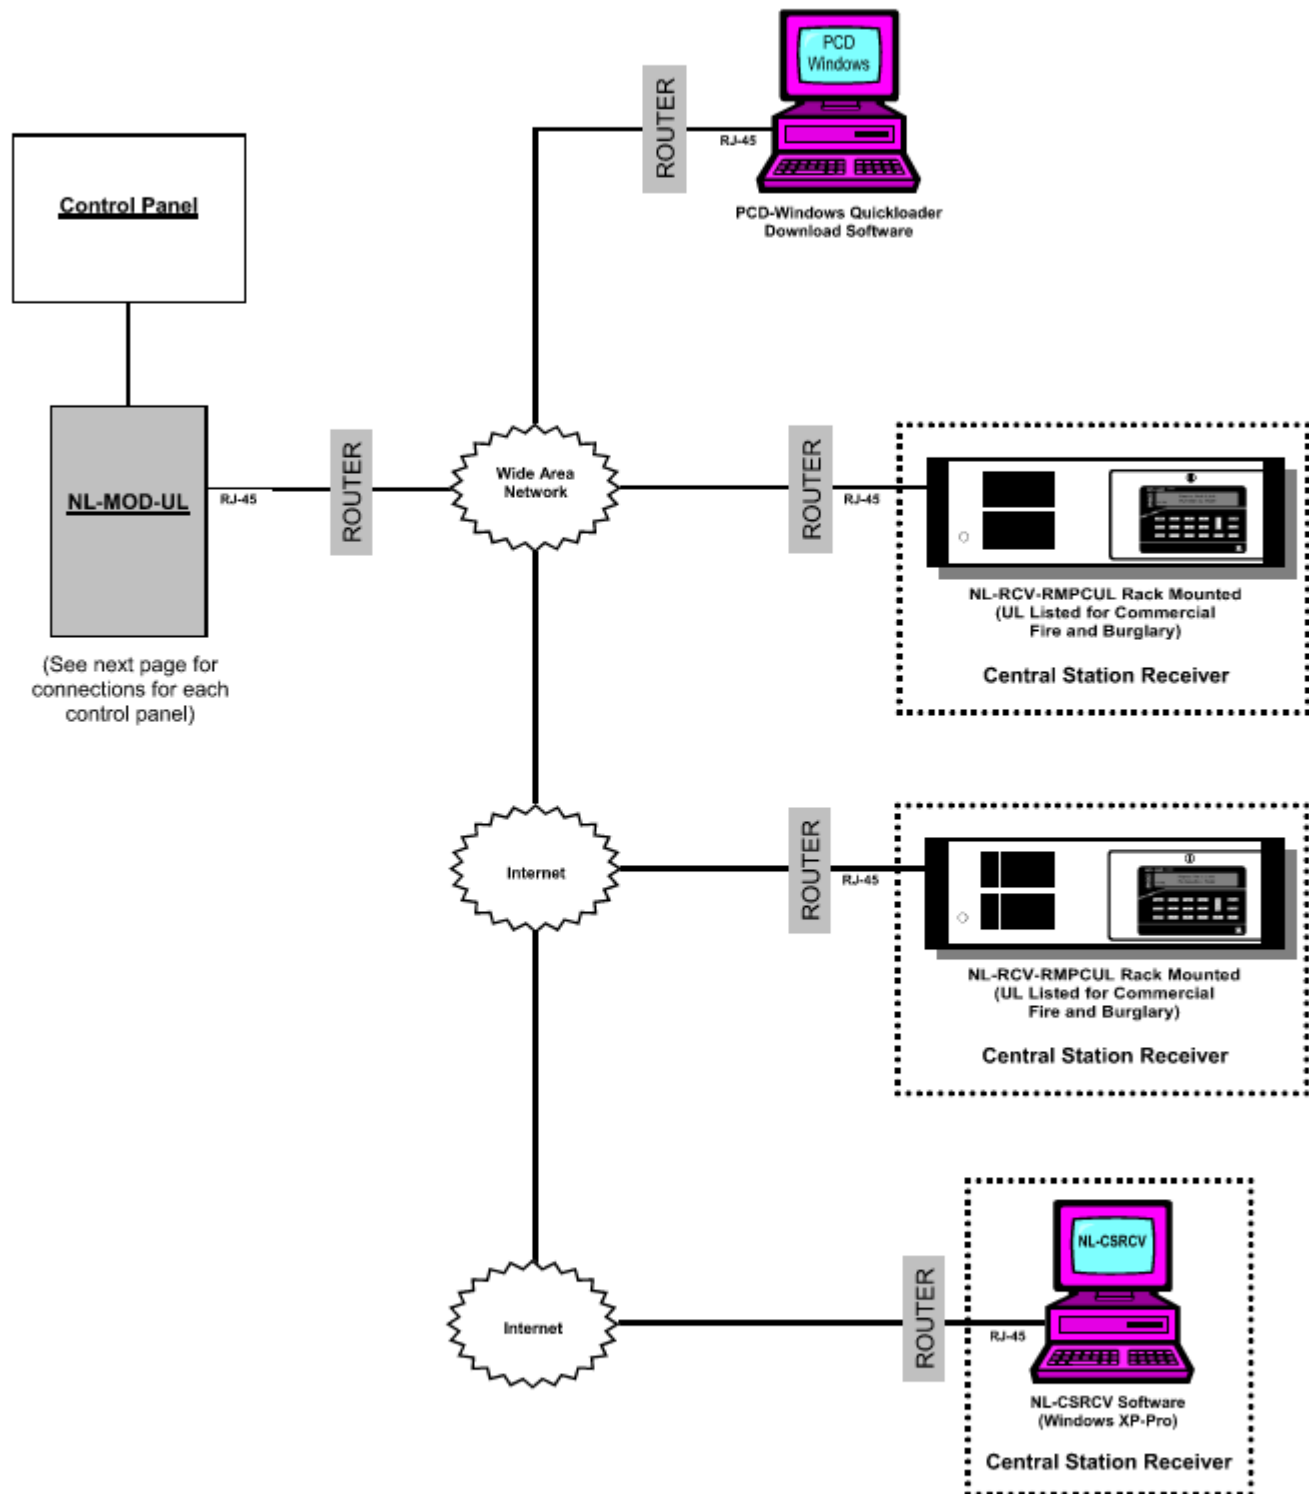 PCD
Windows
ROUTER
RJ-45
PCD-Windows Quickloader
Download Software
Control Panel
NL-MOD-UL
RJ-45
ROUTER
Wide Area
Network
ROUTER
RJ-45
NL-RCV-RMPCUL Rack Mounted
(UL Listed for Commercial
Fire and Burglary)
Central Station Receiver
(See next page for
connections for each
control panel)
Internet
ROUTER
RJ-45
NL-RCV-RMPCUL Rack Mounted
(UL Listed for Commercial
Fire and Burglary)
Central Station Receiver
Internet
ROUTER
RJ-45
NL-CSRCV
NL-CSRCV Software
(Windows XP-Pro)
Central Station Receiver